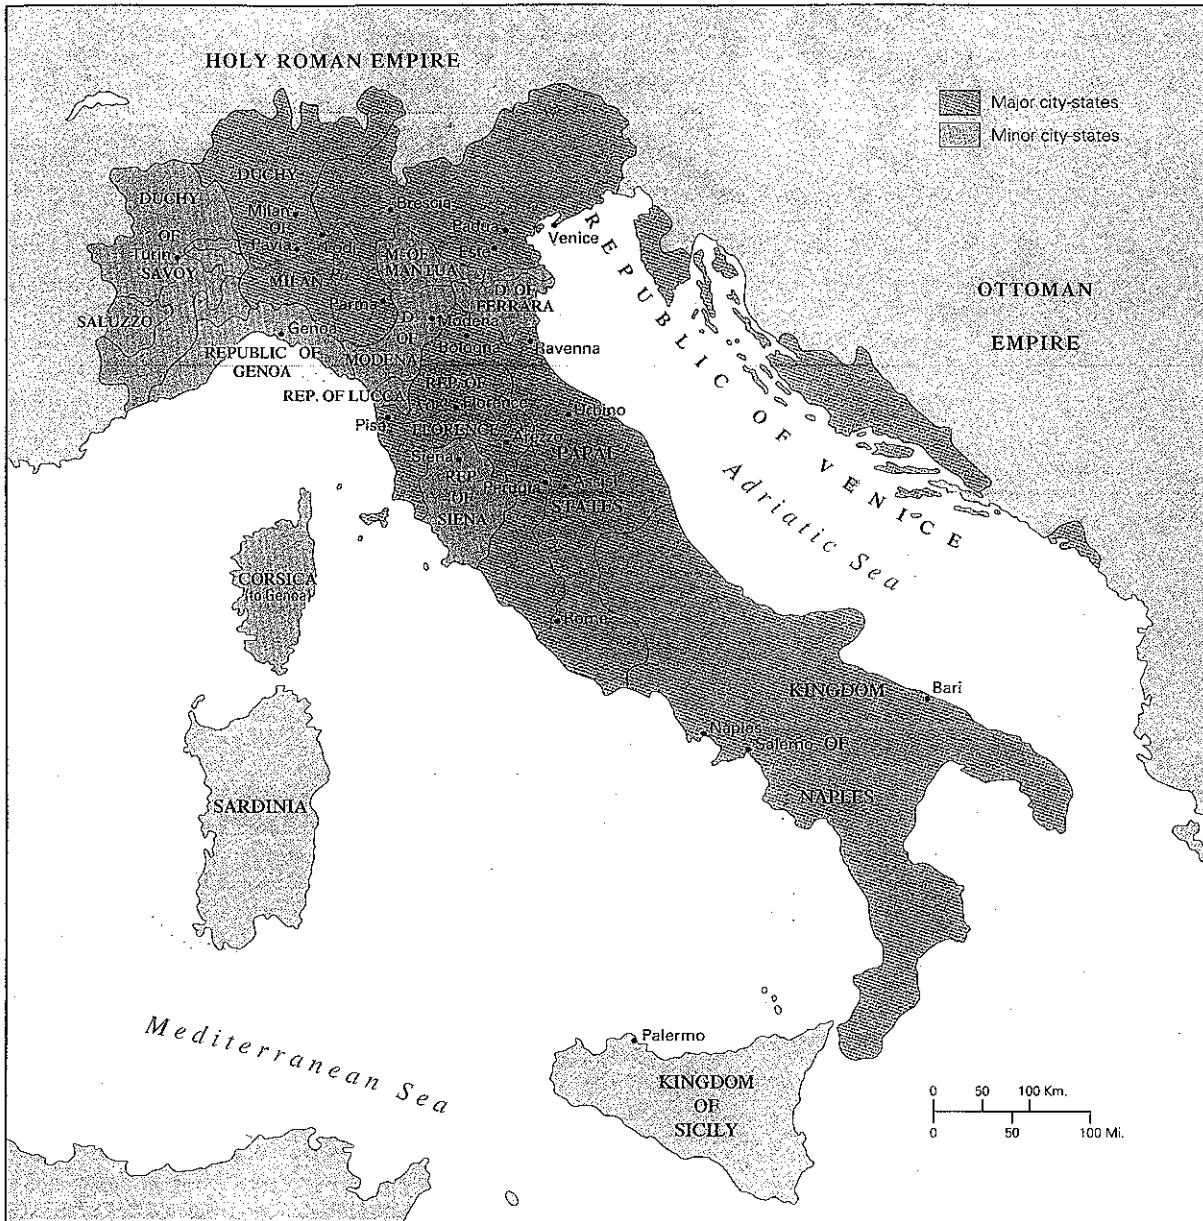 HOLY ROMAN EMPIRE
Major city-states
Minor city-states
DUCHY
OF
MILAN
DUCHY
OF
SAVOY
Milan
Pavia
Lodi
Brescia
Padua
Este
Venice
Turin
M. OF
MANTUA
D. OF
FERRARA
SALUZZO
Parma
Genoa
REPUBLIC OF
GENOA
D.
OF
MODENA
Modena
Bologna
Ravenna
REP. OF LUCCA
REP. OF
FLORENCE
Florence
Pisa
Urbino
Arezzo
Siena
REP.
OF
SIENA
PAPAL
STATES
Perugia
Assisi
REPUBLIC OF VENICE
Adriatic Sea
OTTOMAN
EMPIRE
CORSICA
(to Genoa)
Rome
KINGDOM
OF
NAPLES
Bari
Naples
Salerno
SARDINIA
Mediterranean Sea
Palermo
KINGDOM
OF
SICILY
0 50 100 Km.
0 50 100 Mi.